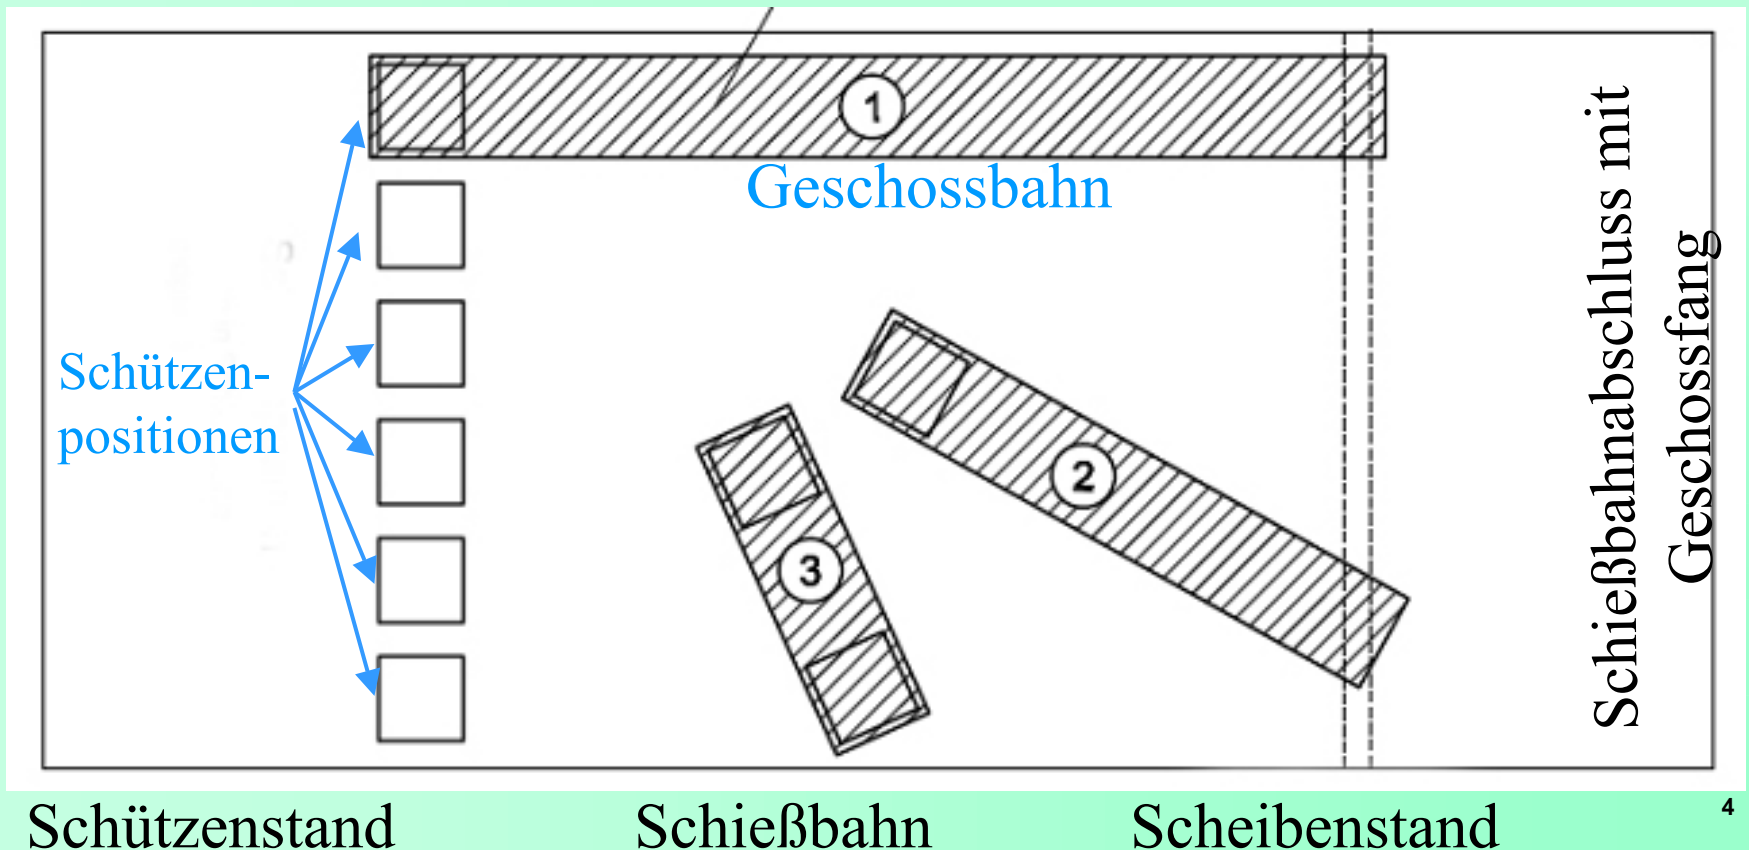 1
Geschossbahn
Schützen-
positionen
2
3
Schießbahnabschluss mit
Geschossfang
Schützenstand
Schießbahn
Scheibenstand
4